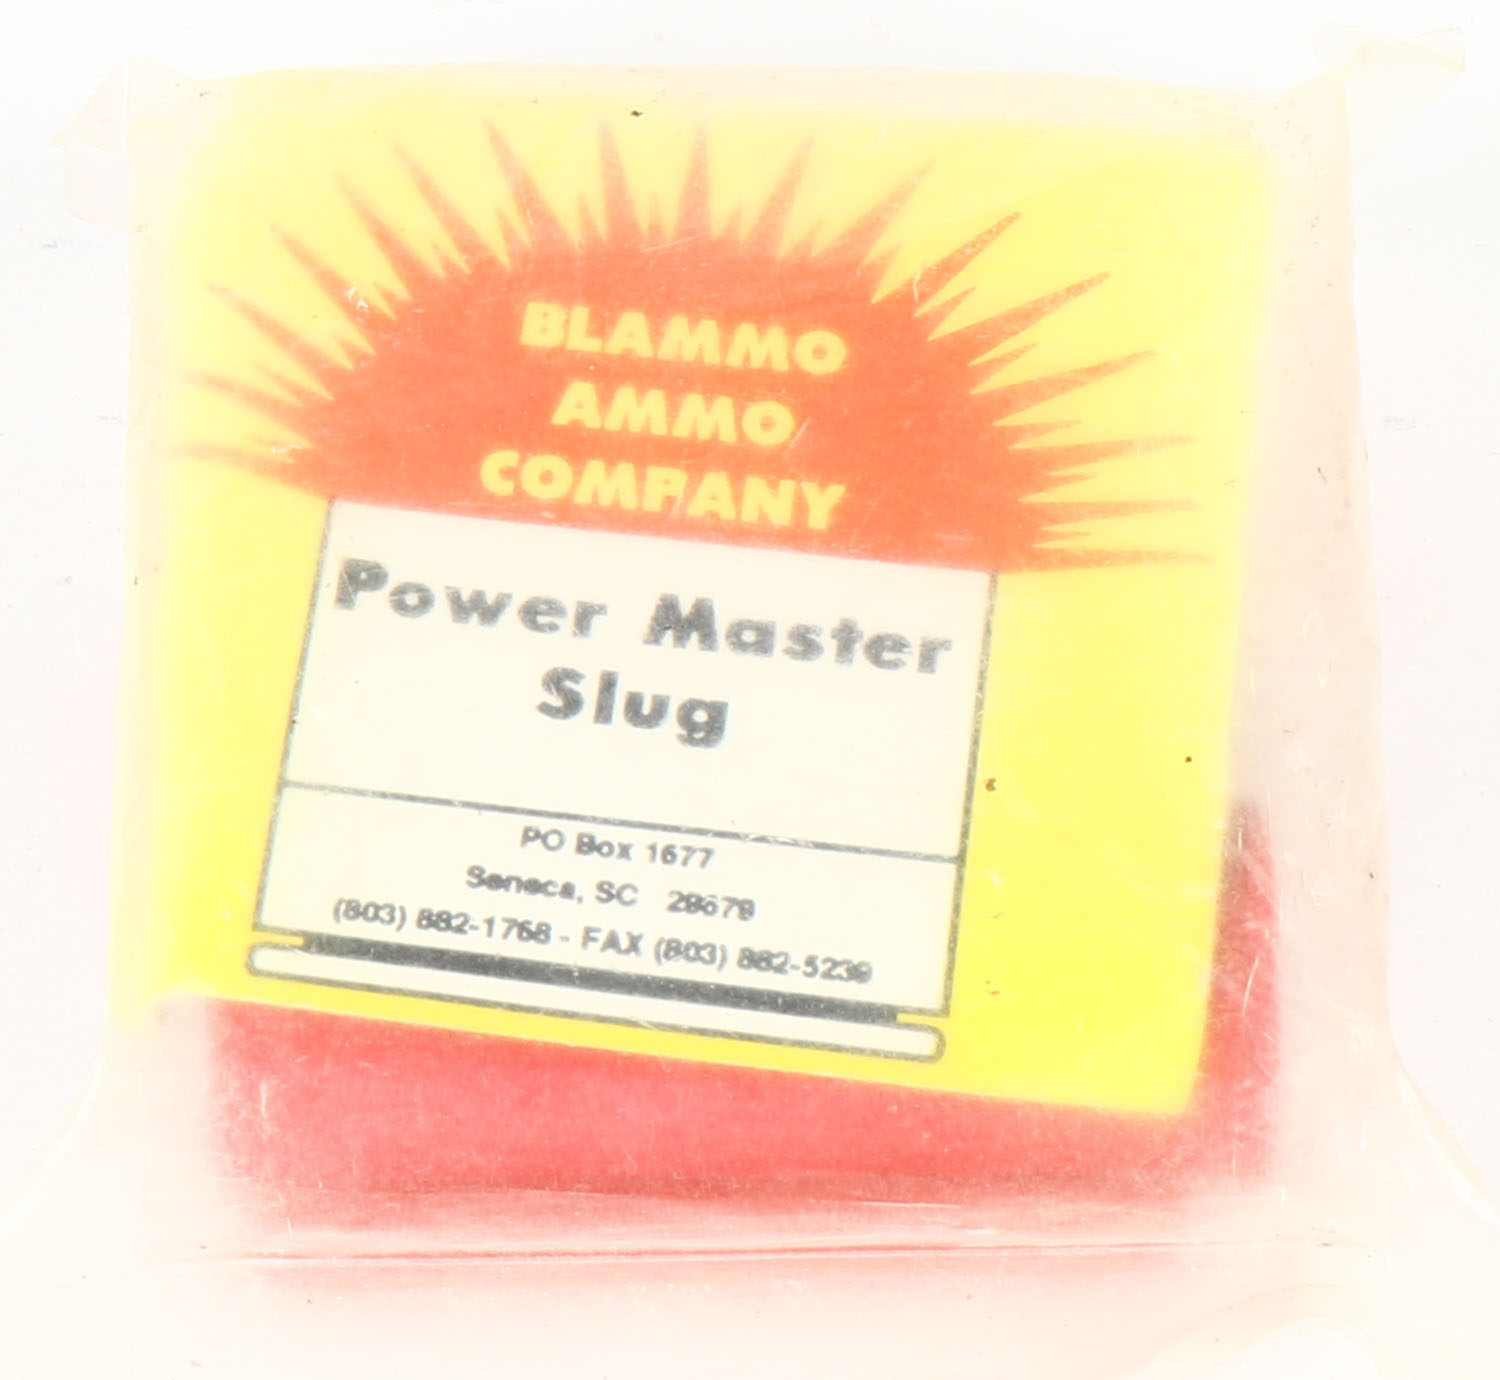 BLAMMO
AMMO
COMPANY
Power Master
Slug
PO Box 1677
Seneca, SC 29679
(803) 882-1768 - FAX (803) 882-5239